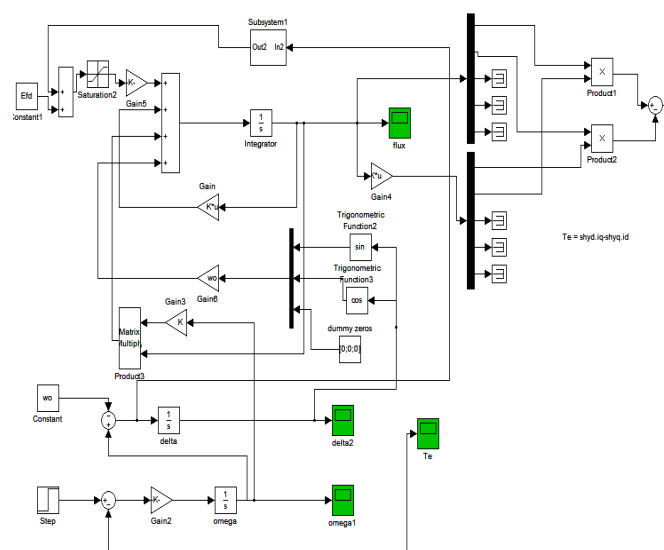 Subsystem1
Out2 In2
Efd
Constant1
Saturation2
K-
Gain5
+
+
+
+
+
+
1
s
Integrator
flux
K*u
Gain
K*u
Gain4
X
Product1
X
Product2
+
−
Te = shyd.iq-shyq.id
Trigonometric
Function2
sin
Trigonometric
Function3
cos
dummy zeros
[0;0;0]
wo
Gain6
Gain3
K
Matrix
Multiply
Product3
wo
Constant
−
+
1
s
delta
delta2
Te
Step
+
−
K-
Gain2
1
s
omega
omega1